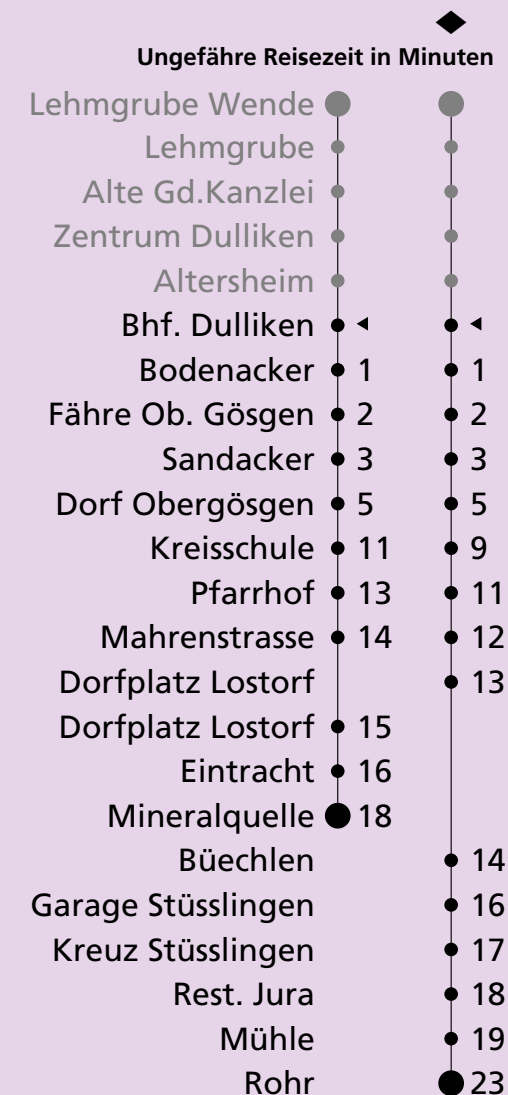 Ungefähre Reisezeit in Minuten
Lehmgrube Wende
Lehmgrube
Alte Gd.Kanzlei
Zentrum Dulliken
Altersheim
Bhf. Dulliken
Bodenacker 1 1
Fähre Ob. Gösgen 2 2
Sandacker 3 3
Dorf Obergösgen 5 5
Kreisschule 11 9
Pfarrhof 13 11
Mahrenstrasse 14 12
Dorfplatz Lostorf 13
Dorfplatz Lostorf 15
Eintracht 16
Mineralquelle 18
Büechlen 14
Garage Stüsslingen 16
Kreuz Stüsslingen 17
Rest. Jura 18
Mühle 19
Rohr 23